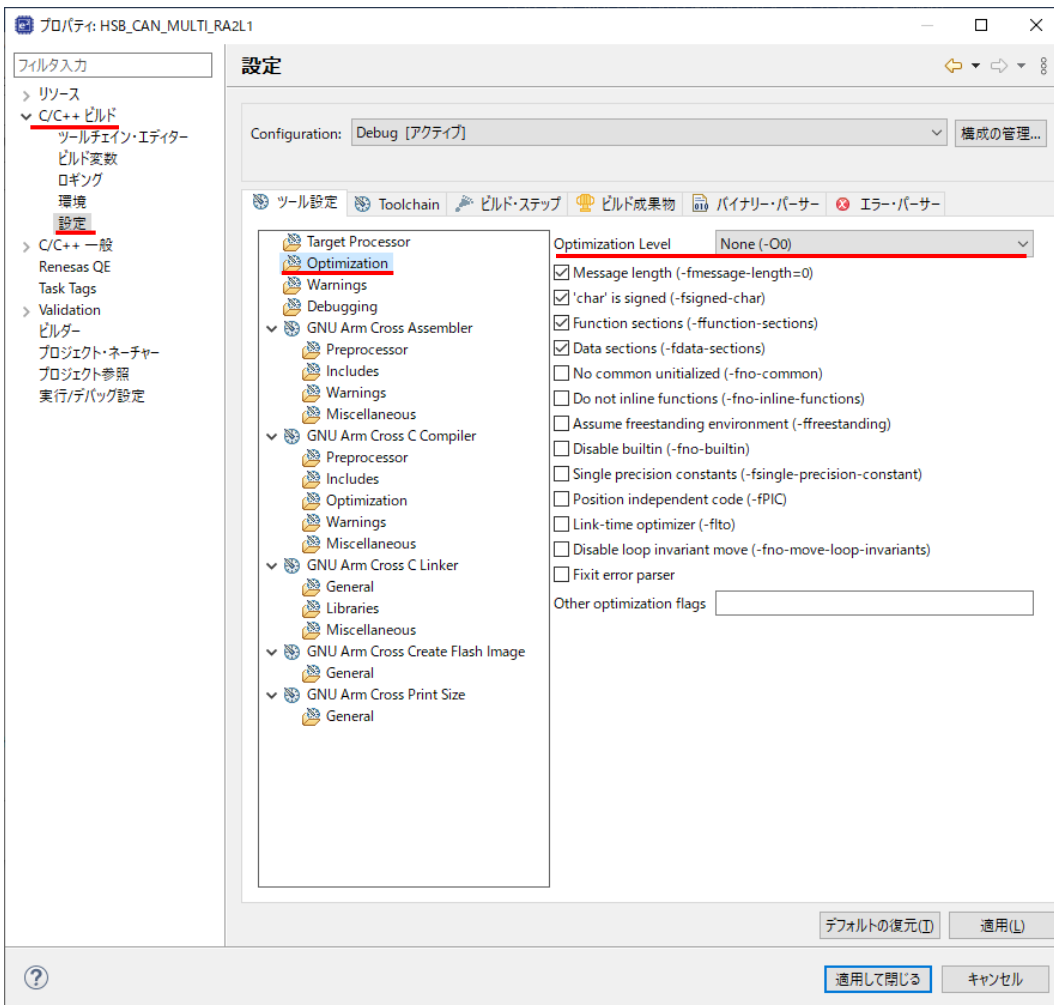 プロパティ: HSB_CAN_MULTI_RA2L1
フィルタ入力
リソース
C/C++ ビルド
ツールチェイン・エディター
ビルド変数
ロギング
環境
設定
C/C++ 一般
Renesas QE
Task Tags
Validation
ビルダー
プロジェクト・ネーチャー
プロジェクト参照
実行/デバッグ設定
設定
Configuration: Debug [アクティブ] 構成の管理...
ツール設定 Toolchain ビルド・ステップ ビルド成果物 バイナリー・パーサー エラー・パーサー
Target Processor
Optimization
Warnings
Debugging
GNU Arm Cross Assembler
Preprocessor
Includes
Warnings
Miscellaneous
GNU Arm Cross C Compiler
Preprocessor
Includes
Optimization
Warnings
Miscellaneous
GNU Arm Cross C Linker
General
Libraries
Miscellaneous
GNU Arm Cross Create Flash Image
General
GNU Arm Cross Print Size
General
Optimization Level None (-O0)
Message length (-fmessage-length=0)
'char' is signed (-fsigned-char)
Function sections (-ffunction-sections)
Data sections (-fdata-sections)
No common unitialized (-fno-common)
Do not inline functions (-fno-inline-functions)
Assume freestanding environment (-ffreestanding)
Disable builtin (-fno-builtin)
Single precision constants (-fsingle-precision-constant)
Position independent code (-fPIC)
Link-time optimizer (-flto)
Disable loop invariant move (-fno-move-loop-invariants)
Fixit error parser
Other optimization flags
デフォルトの復元(T) 適用(L)
適用して閉じる キャンセル